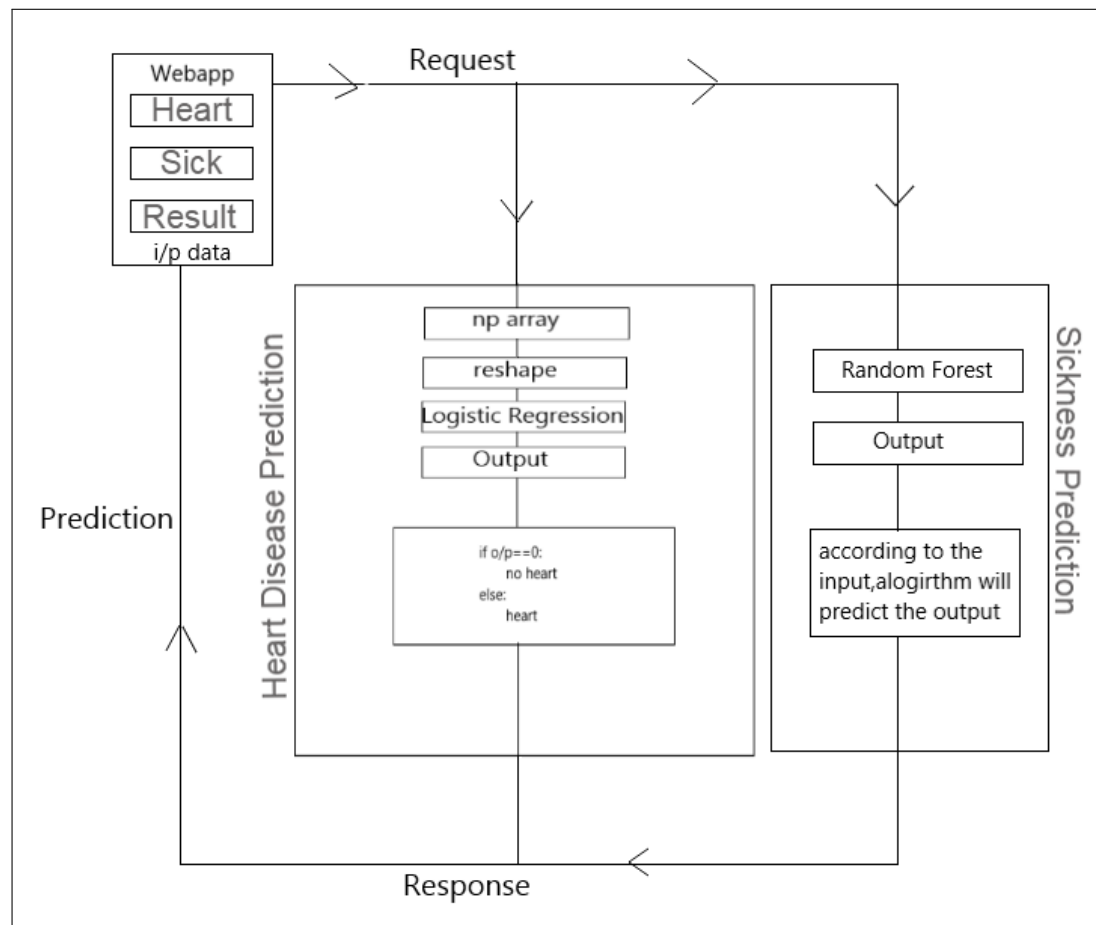 Request
Webapp
Heart
Sick
Result
i/p data
Heart Disease Prediction
np array
reshape
Logistic Regression
Output
if o/p==0:
no heart
else:
heart
Sickness Prediction
Random Forest
Output
according to the
input,alogirthm will
predict the output
Prediction
Response